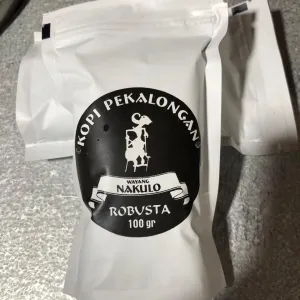 KOPI PEKALONGAN
WAYANG
NAKULO
ROBUSTA
100 gr